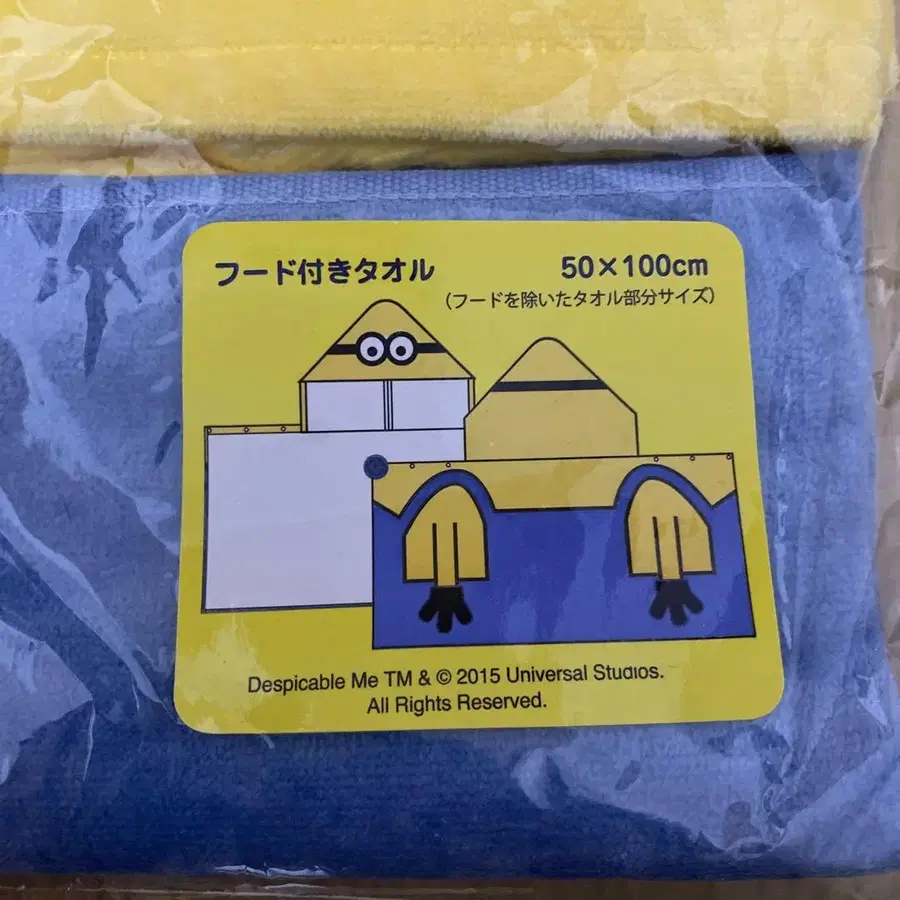 フード付きタオル
50×100cm
(フードを除いたタオル部分サイズ)
Despicable Me TM & © 2015 Universal Studios.
All Rights Reserved.